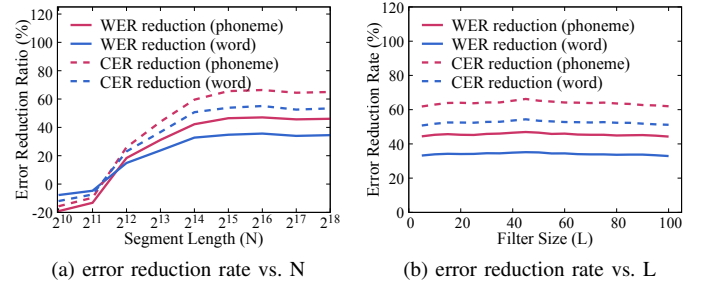 Error Reduction Ratio (%)
120
100
80
60
40
20
0
-20
WER reduction (phoneme)
WER reduction (word)
CER reduction (phoneme)
CER reduction (word)
2^10 2^11 2^12 2^13 2^14 2^15 2^16 2^17 2^18
Segment Length (N)
(a) error reduction rate vs. N
Error Reduction Rate (%)
120
100
80
60
40
20
0
WER reduction (phoneme)
WER reduction (word)
CER reduction (phoneme)
CER reduction (word)
0 20 40 60 80 100
Filter Size (L)
(b) error reduction rate vs. L